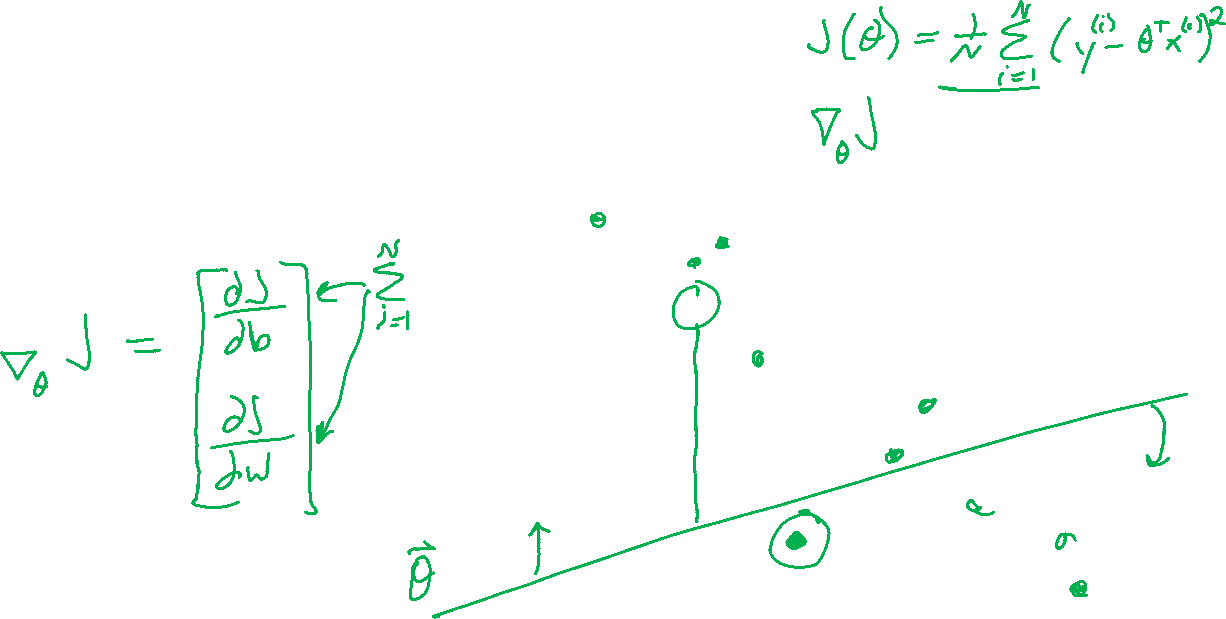 J(θ) = 1/N Σ_{i=1}^{N} (y^{(i)} - θ^T x^{(i)})^2
∇_θ J
∇_θ J = [ ∂J/∂b ∂J/∂w ] Σ_{i=1}^{N}
θ⃗